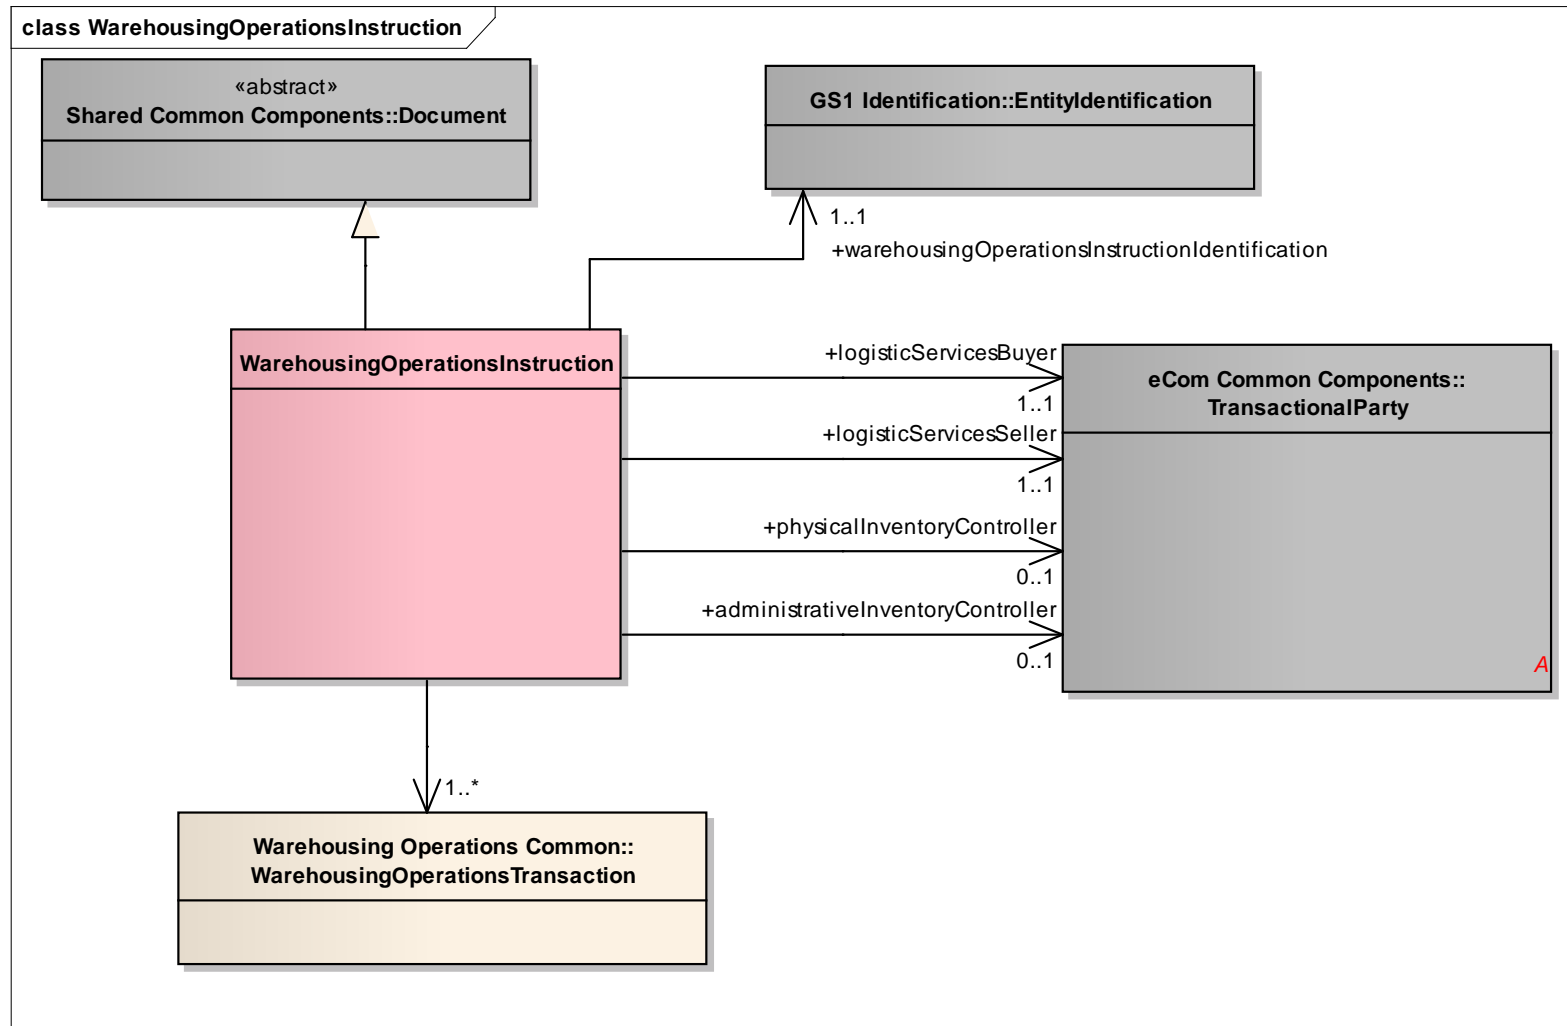 class WarehousingOperationsInstruction
«abstract»
Shared Common Components::Document
GS1 Identification::EntityIdentification
1..1
+warehousingOperationsInstructionIdentification
WarehousingOperationsInstruction
+logisticServicesBuyer
1..1
+logisticServicesSeller
1..1
+physicalInventoryController
0..1
+administrativeInventoryController
0..1
eCom Common Components::
TransactionalParty
A
1..*
Warehousing Operations Common::
WarehousingOperationsTransaction